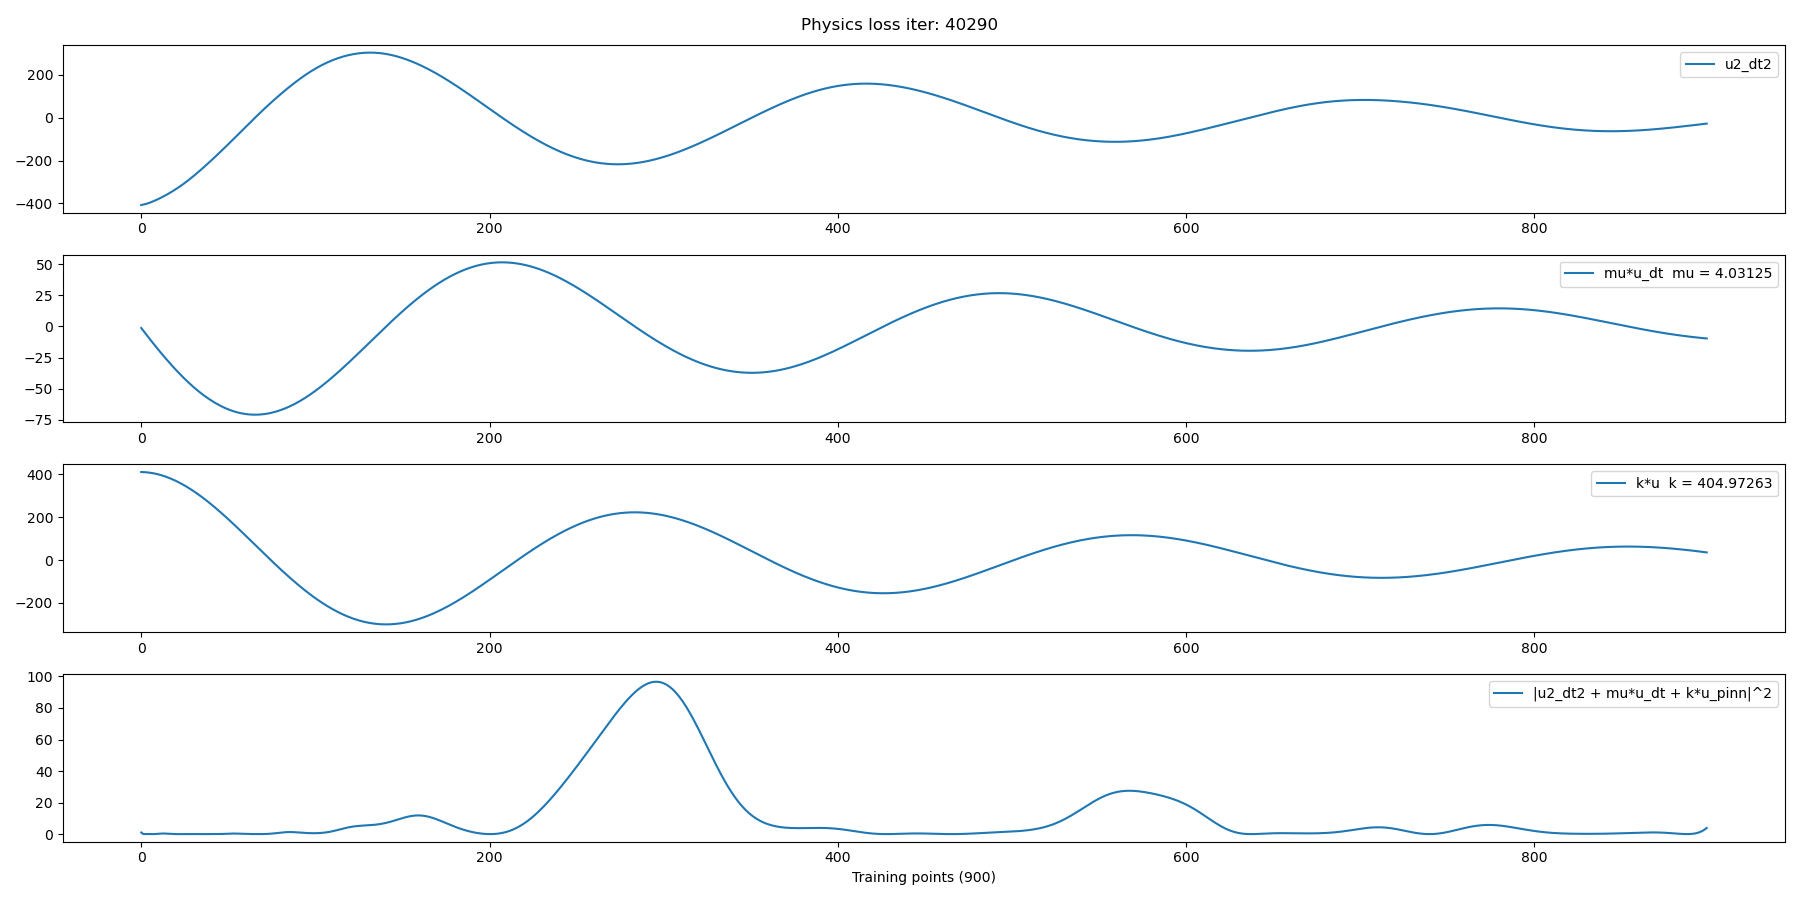 Physics loss iter: 40290
u2_dt2
200
0
−200
−400
0 200 400 600 800
mu*u_dt  mu = 4.03125
50
25
0
−25
−50
−75
0 200 400 600 800
k*u  k = 404.97263
400
200
0
−200
0 200 400 600 800
|u2_dt2 + mu*u_dt + k*u_pinn|^2
100
80
60
40
20
0
0 200 400 600 800
Training points (900)